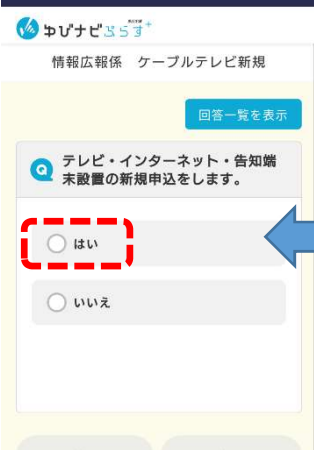 ゆびナビぷらす+
情報広報係 ケーブルテレビ新規
回答一覧を表示
Q テレビ・インターネット・告知端
末設置の新規申込をします。
はい
いいえ